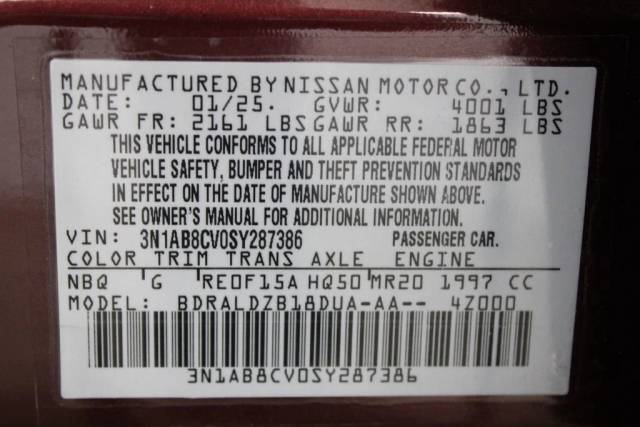 MANUFACTURED BY NISSAN MOTOR CO., LTD.
DATE: 01/25. GVWR: 4001 LBS
GAWR FR: 2161 LBS GAWR RR: 1863 LBS
THIS VEHICLE CONFORMS TO ALL APPLICABLE FEDERAL MOTOR
VEHICLE SAFETY, BUMPER AND THEFT PREVENTION STANDARDS
IN EFFECT ON THE DATE OF MANUFACTURE SHOWN ABOVE.
SEE OWNER'S MANUAL FOR ADDITIONAL INFORMATION.
VIN: 3N1AB8CV0SY287386 PASSENGER CAR.
COLOR TRIM TRANS AXLE ENGINE
NBQ G RE0F15A HQ50 MR20 1997 CC
MODEL: BDRALDZB18DUA-AA-- 4Z000
3N1AB8CV0SY287386